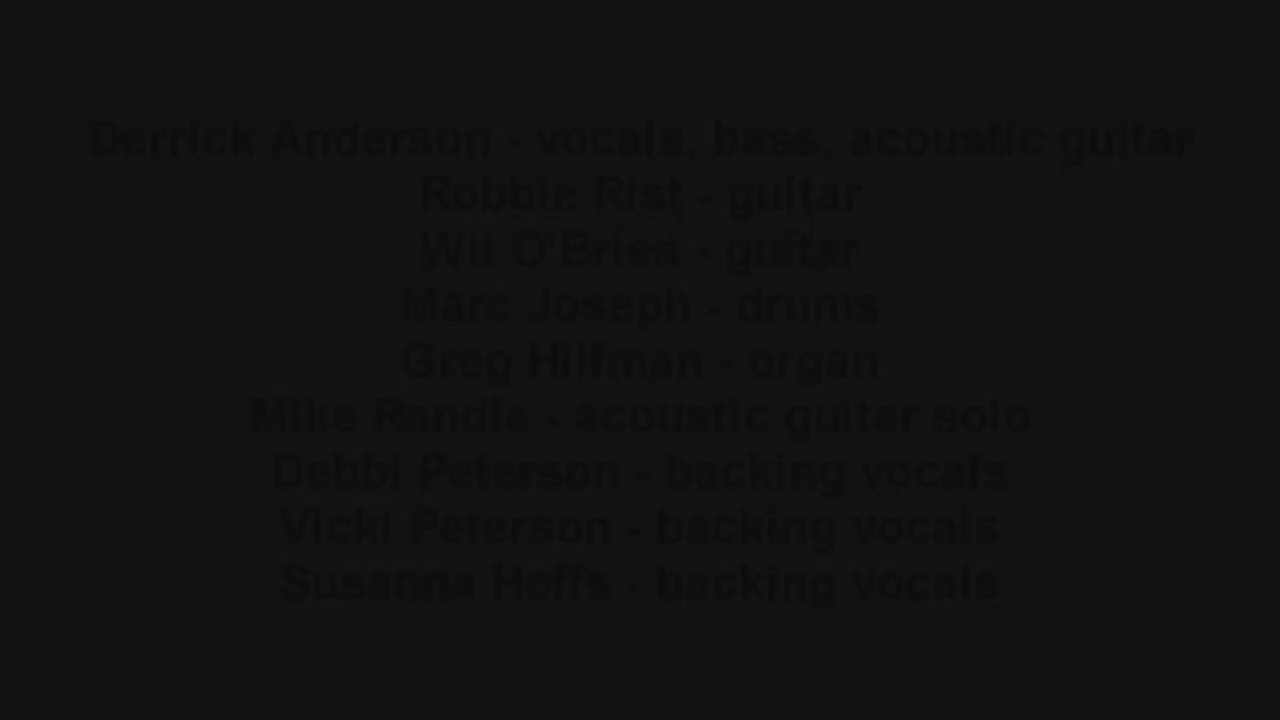 Derrick Anderson - vocals, bass, acoustic guitar
Robbie Rist - guitar
Wil O'Brien - guitar
Marc Joseph - drums
Greg Hilfman - organ
Mike Randle - acoustic guitar solo
Debbi Peterson - backing vocals
Vicki Peterson - backing vocals
Susanna Hoffs - backing vocals